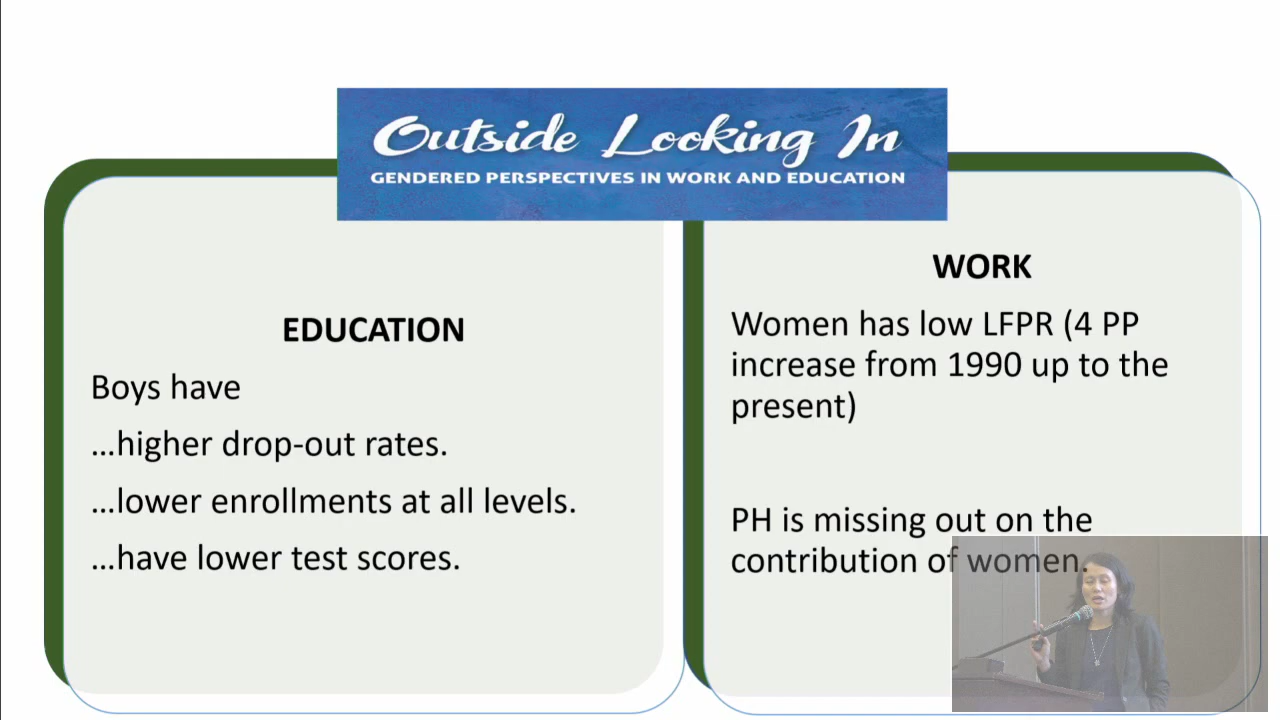 Outside Looking In
GENDERED PERSPECTIVES IN WORK AND EDUCATION
EDUCATION
Boys have
...higher drop-out rates.
...lower enrollments at all levels.
...have lower test scores.
WORK
Women has low LFPR (4 PP
increase from 1990 up to the
present)
PH is missing out on the
contribution of women.